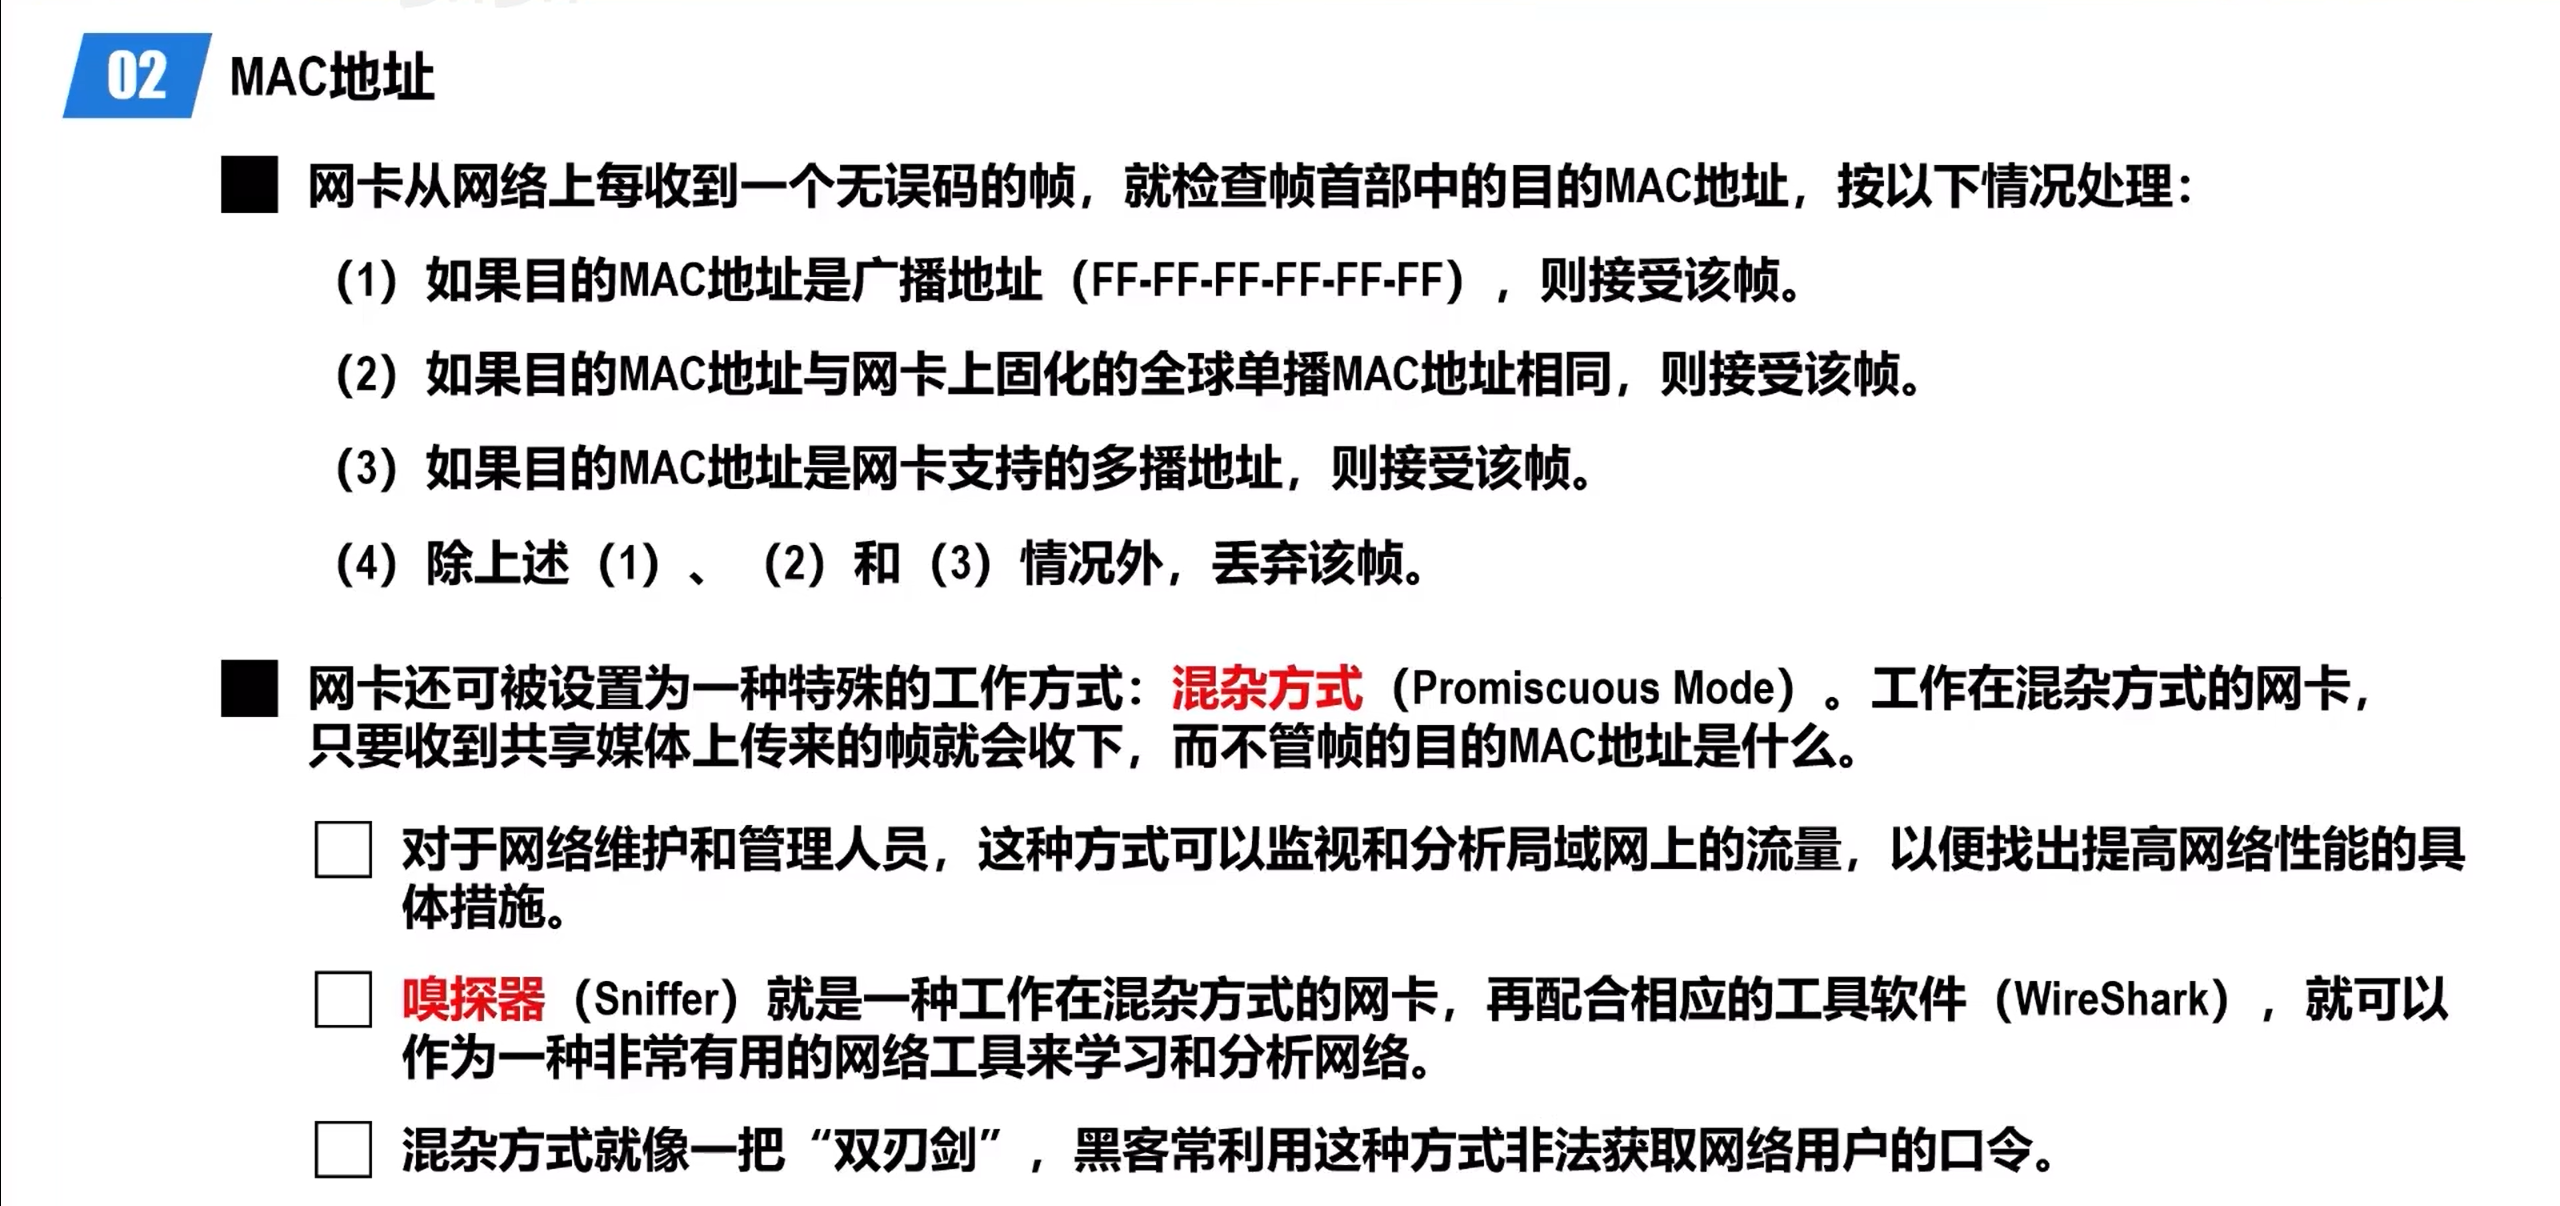 02 MAC地址
网卡从网络上每收到一个无误码的帧，就检查帧首部中的目的MAC地址，按以下情况处理：
（1）如果目的MAC地址是广播地址（FF-FF-FF-FF-FF-FF），则接受该帧。
（2）如果目的MAC地址与网卡上固化的全球单播MAC地址相同，则接受该帧。
（3）如果目的MAC地址是网卡支持的多播地址，则接受该帧。
（4）除上述（1）、（2）和（3）情况外，丢弃该帧。
网卡还可被设置为一种特殊的工作方式：混杂方式（Promiscuous Mode）。工作在混杂方式的网卡，
只要收到共享媒体上传来的帧就会收下，而不管帧的目的MAC地址是什么。
对于网络维护和管理人员，这种方式可以监视和分析局域网上的流量，以便找出提高网络性能的具
体措施。
嗅探器（Sniffer）就是一种工作在混杂方式的网卡，再配合相应的工具软件（WireShark），就可以
作为一种非常有用的网络工具来学习和分析网络。
混杂方式就像一把“双刃剑”，黑客常利用这种方式非法获取网络用户的口令。